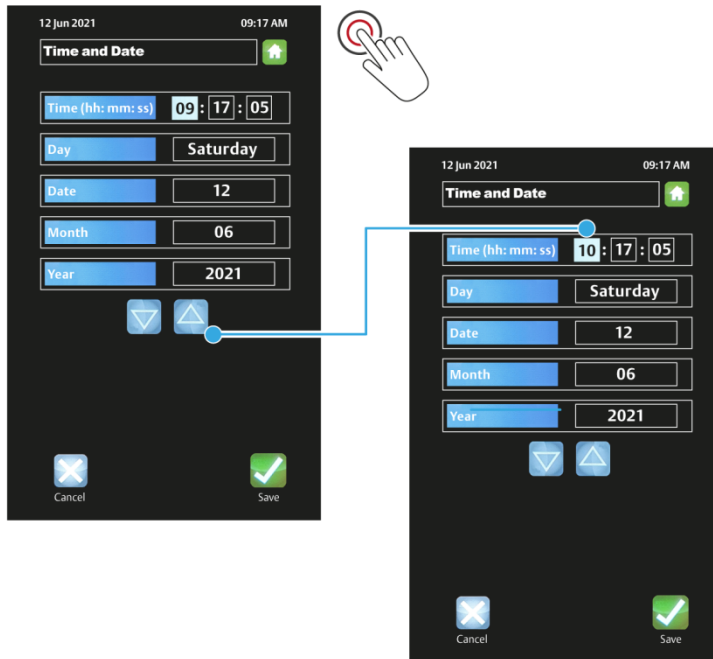 12 Jun 2021 09:17 AM
Time and Date
Time (hh: mm: ss) 09 : 17 : 05
Day Saturday
Date 12
Month 06
Year 2021
Cancel Save
12 Jun 2021 09:17 AM
Time and Date
Time (hh: mm: ss) 10 : 17 : 05
Day Saturday
Date 12
Month 06
Year 2021
Cancel Save